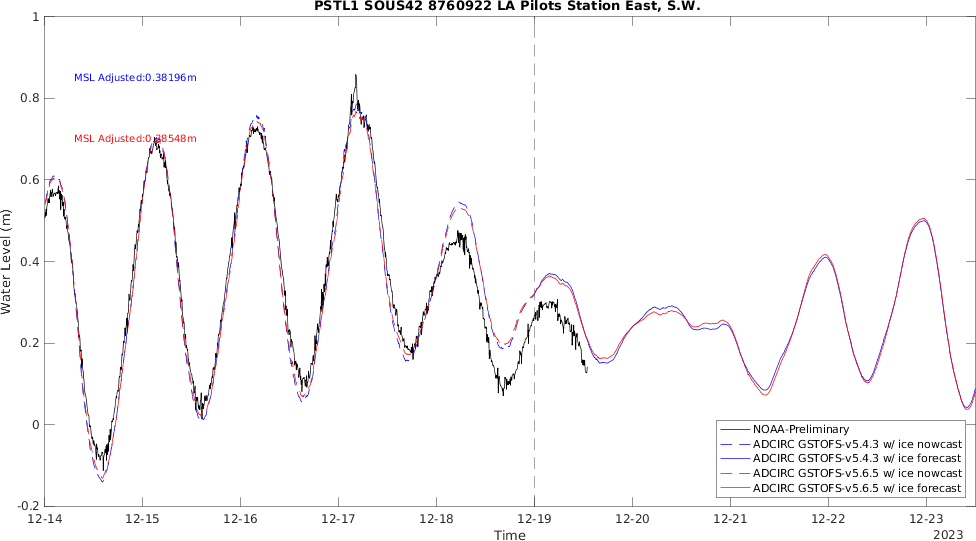 PSTL1 SOUS42 8760922 LA Pilots Station East, S.W.
1
0.8
0.6
0.4
0.2
0
-0.2
Water Level (m)
MSL Adjusted:0.38196m
MSL Adjusted:0.38548m
NOAA-Preliminary
ADCIRC GSTOFS-v5.4.3 w/ ice nowcast
ADCIRC GSTOFS-v5.4.3 w/ ice forecast
ADCIRC GSTOFS-v5.6.5 w/ ice nowcast
ADCIRC GSTOFS-v5.6.5 w/ ice forecast
12-14 12-15 12-16 12-17 12-18 12-19 12-20 12-21 12-22 12-23
Time
2023